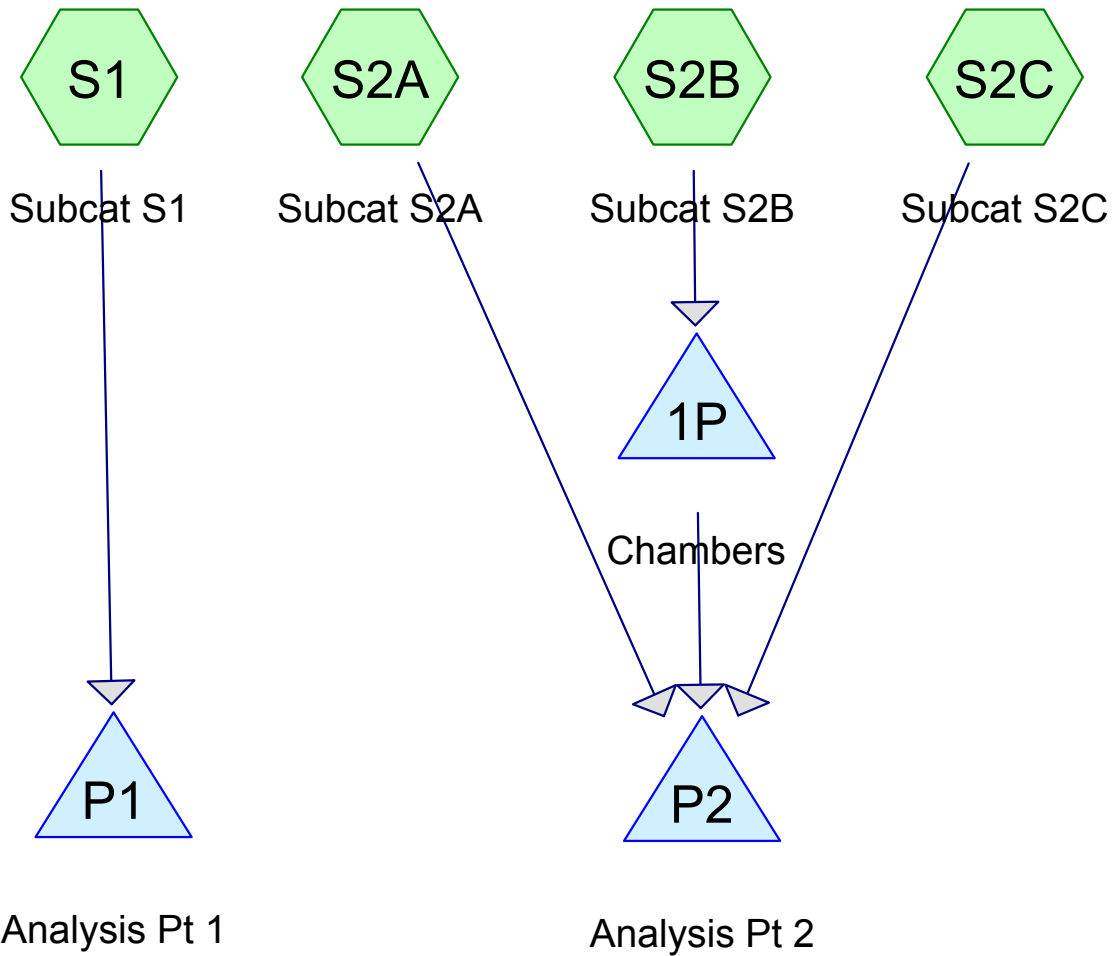 S1
S2A
S2B
S2C
Subcat S1
Subcat S2A
Subcat S2B
Subcat S2C
1P
Chambers
P1
P2
Analysis Pt 1
Analysis Pt 2